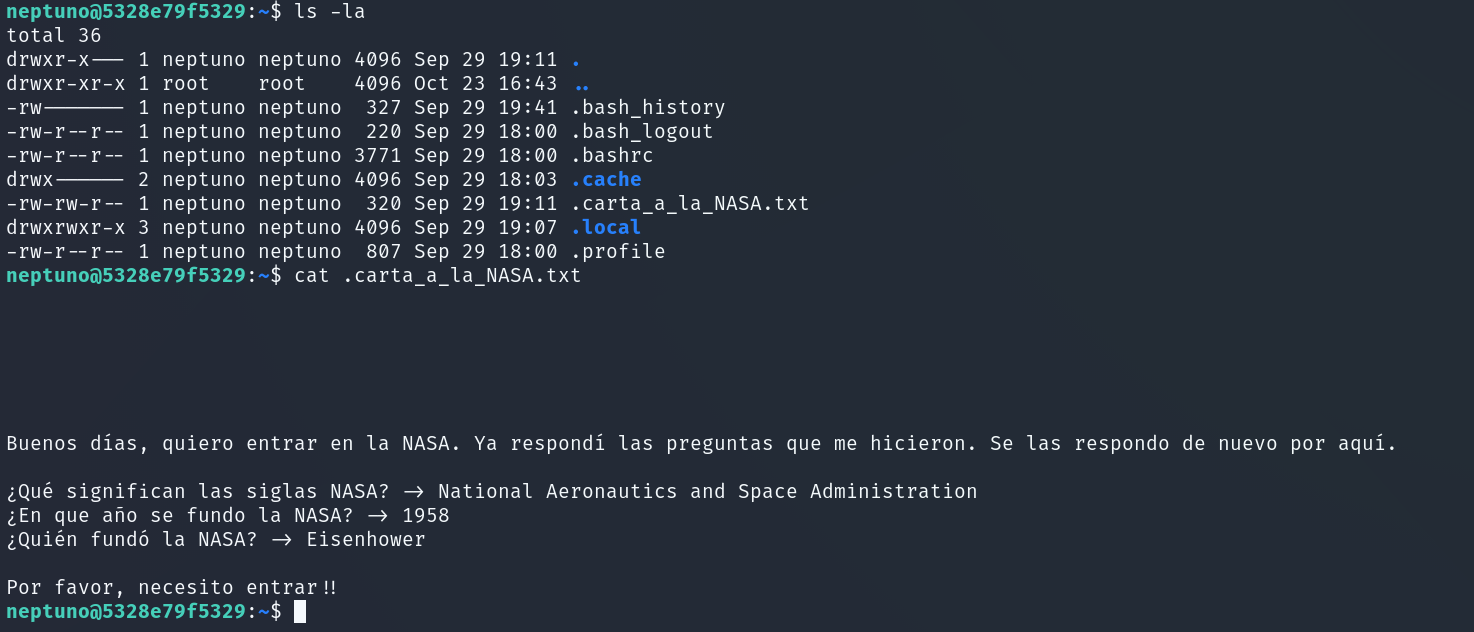 neptuno@5328e79f5329:~$ ls -la
total 36
drwxr-x--- 1 neptuno neptuno 4096 Sep 29 19:11 .
drwxr-xr-x 1 root    root    4096 Oct 23 16:43 ..
-rw------- 1 neptuno neptuno  327 Sep 29 19:41 .bash_history
-rw-r--r-- 1 neptuno neptuno  220 Sep 29 18:00 .bash_logout
-rw-r--r-- 1 neptuno neptuno 3771 Sep 29 18:00 .bashrc
drwx------ 2 neptuno neptuno 4096 Sep 29 18:03 .cache
-rw-rw-r-- 1 neptuno neptuno  320 Sep 29 19:11 .carta_a_la_NASA.txt
drwxrwxr-x 3 neptuno neptuno 4096 Sep 29 19:07 .local
-rw-r--r-- 1 neptuno neptuno  807 Sep 29 18:00 .profile
neptuno@5328e79f5329:~$ cat .carta_a_la_NASA.txt
Buenos días, quiero entrar en la NASA. Ya respondí las preguntas que me hicieron. Se las respondo de nuevo por aquí.
¿Qué significan las siglas NASA? -> National Aeronautics and Space Administration
¿En que año se fundo la NASA? -> 1958
¿Quién fundó la NASA? -> Eisenhower
Por favor, necesito entrar!!
neptuno@5328e79f5329:~$